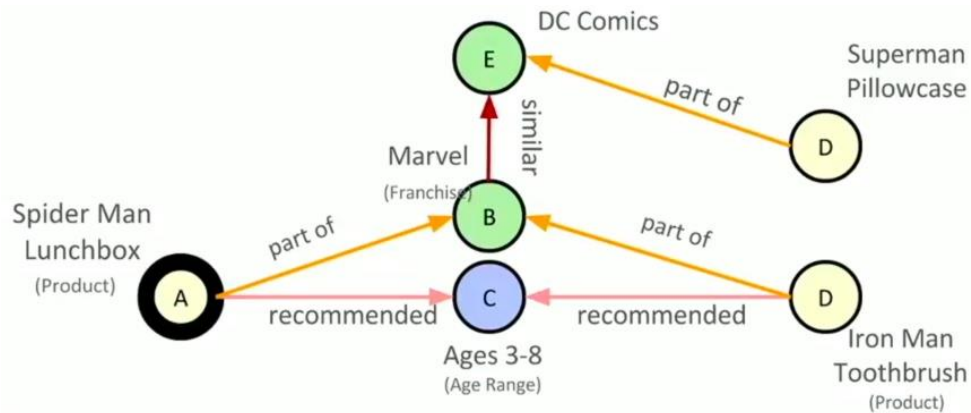 DC Comics
E
Superman
Pillowcase
part of
similar
D
Marvel
(Franchise)
B
Spider Man
Lunchbox
(Product)
part of
part of
A
recommended
C
recommended
D
Ages 3-8
(Age Range)
Iron Man
Toothbrush
(Product)